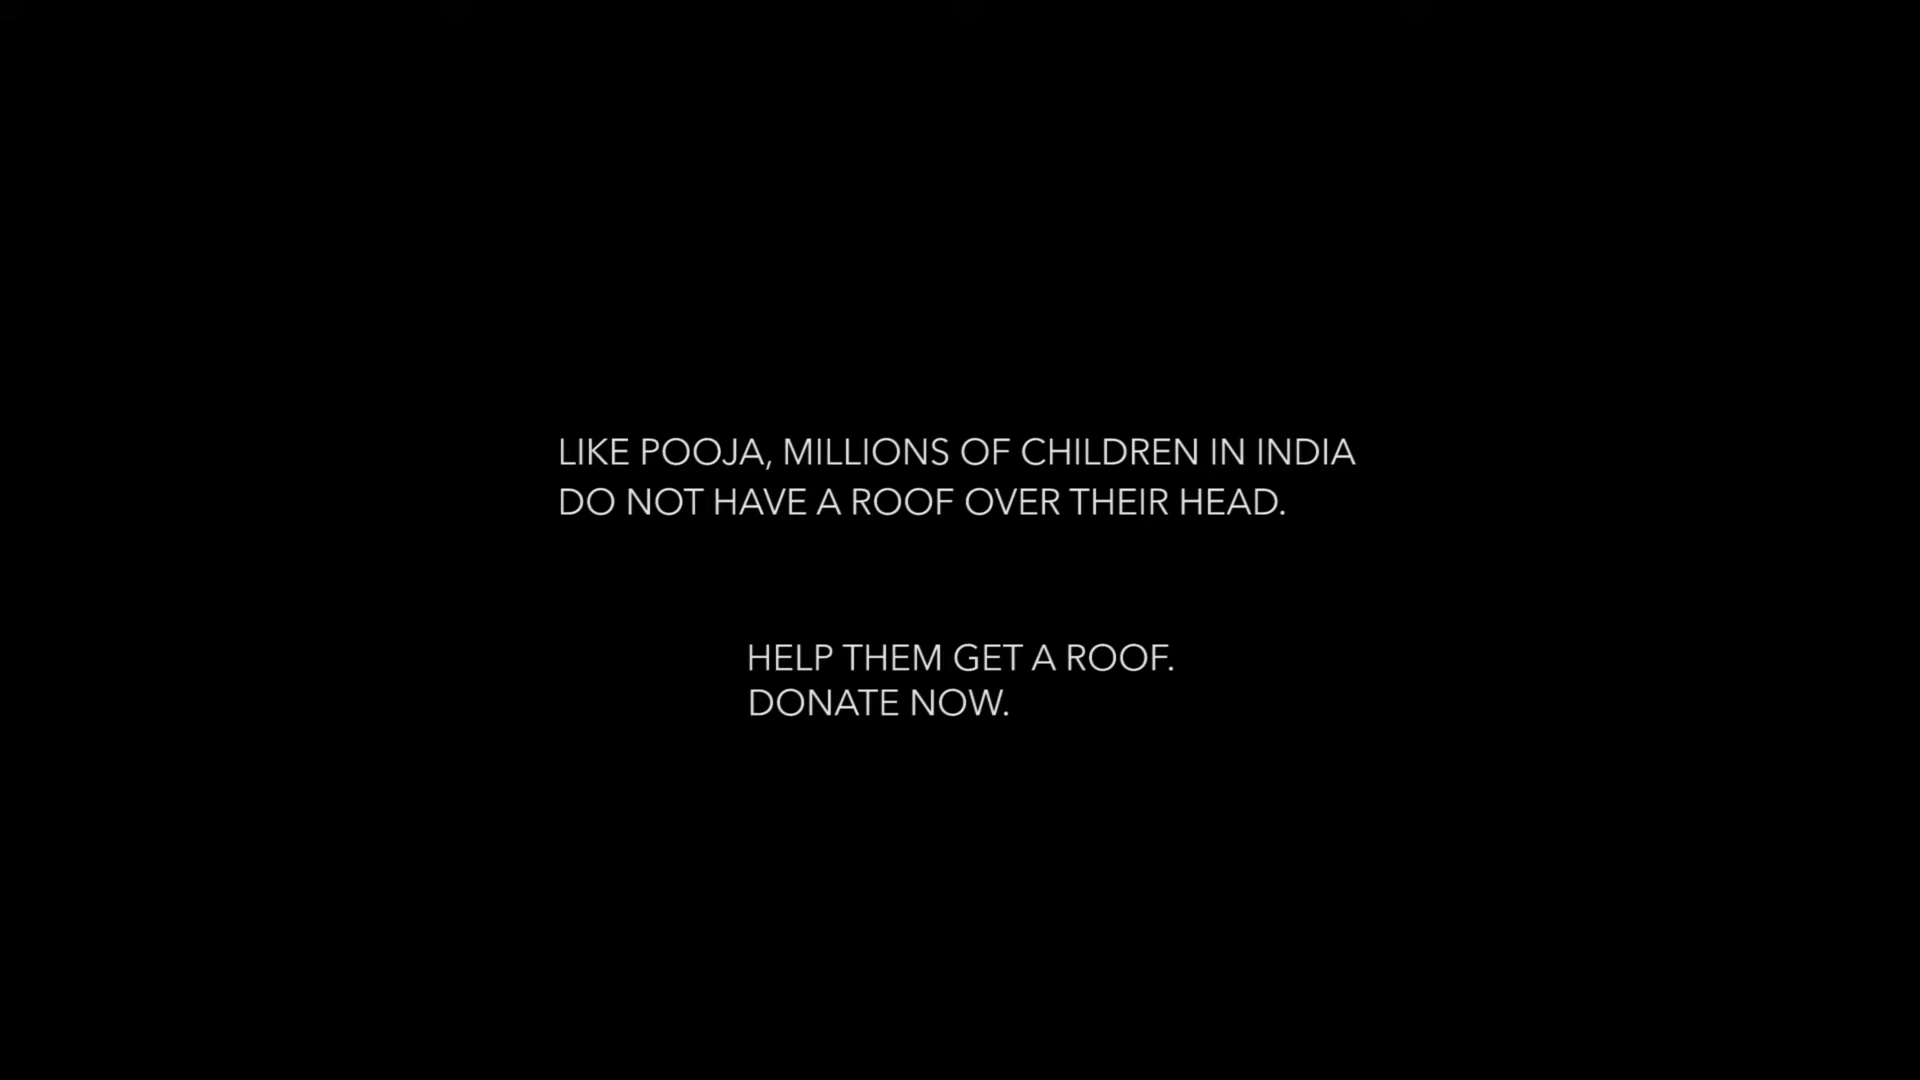 LIKE POOJA, MILLIONS OF CHILDREN IN INDIA
DO NOT HAVE A ROOF OVER THEIR HEAD.
HELP THEM GET A ROOF.
DONATE NOW.